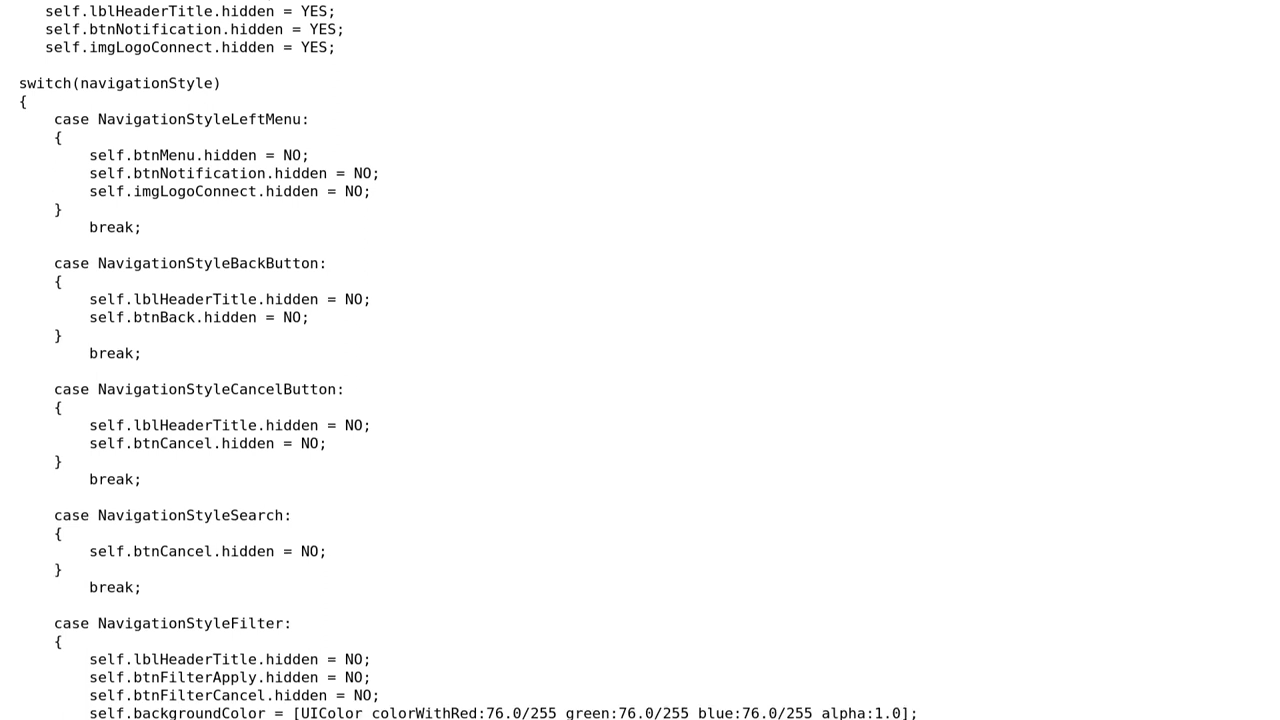 self.lblHeaderTitle.hidden = YES;
self.btnNotification.hidden = YES;
self.imgLogoConnect.hidden = YES;
switch(navigationStyle)
{
case NavigationStyleLeftMenu:
{
self.btnMenu.hidden = NO;
self.btnNotification.hidden = NO;
self.imgLogoConnect.hidden = NO;
}
break;
case NavigationStyleBackButton:
{
self.lblHeaderTitle.hidden = NO;
self.btnBack.hidden = NO;
}
break;
case NavigationStyleCancelButton:
{
self.lblHeaderTitle.hidden = NO;
self.btnCancel.hidden = NO;
}
break;
case NavigationStyleSearch:
{
self.btnCancel.hidden = NO;
}
break;
case NavigationStyleFilter:
{
self.lblHeaderTitle.hidden = NO;
self.btnFilterApply.hidden = NO;
self.btnFilterCancel.hidden = NO;
self.backgroundColor = [UIColor colorWithRed:76.0/255 green:76.0/255 blue:76.0/255 alpha:1.0];